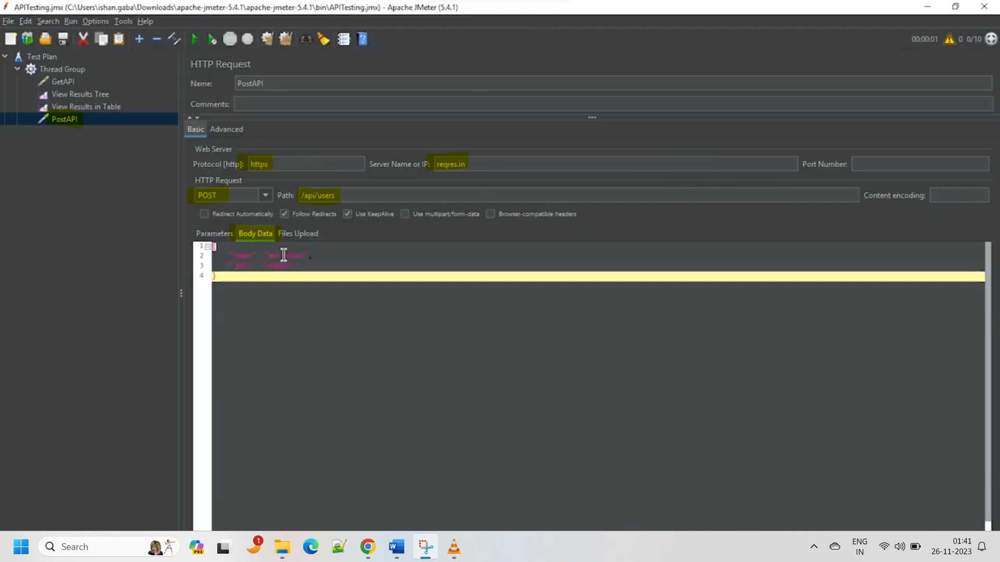 APITesting.jmx (C:\Users\ishan.gaba\Downloads\apache-jmeter-5.4.1\apache-jmeter-5.4.1\bin\APITesting.jmx) - Apache JMeter (5.4.1)
File Edit Search Run Options Tools Help
00:00:01 0 0/10
Test Plan
Thread Group
GetAPI
View Results Tree
View Results in Table
PostAPI
HTTP Request
Name: PostAPI
Comments:
Basic Advanced
Web Server
Protocol [http]: https Server Name or IP: reqres.in Port Number:
HTTP Request
POST Path: /api/users Content encoding:
Redirect Automatically Follow Redirects Use KeepAlive Use multipart/form-data Browser-compatible headers
Parameters Body Data Files Upload
1 {
2 "name"
3
4 }
Search
PRE
1
ENG
IN
01:41
26-11-2023